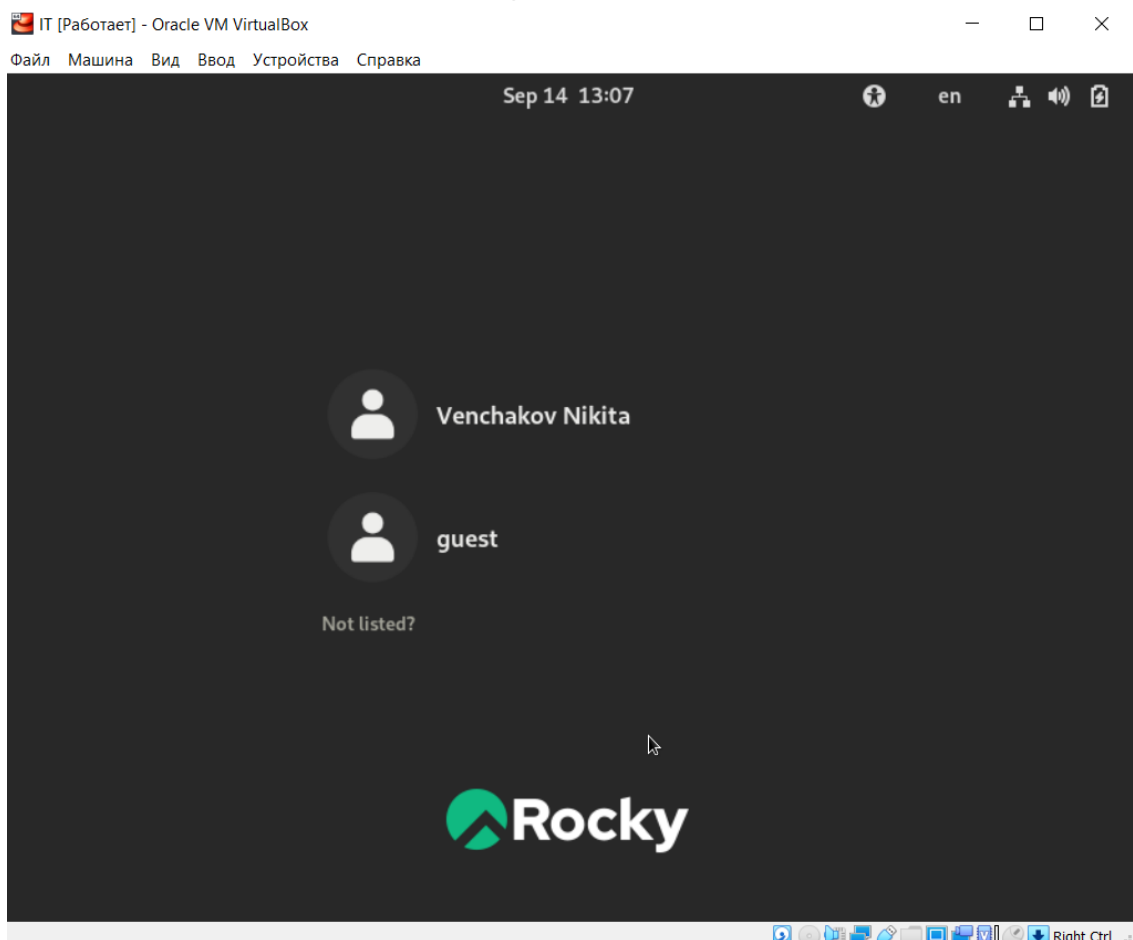 IT [Работает] - Oracle VM VirtualBox
Файл Машина Вид Ввод Устройства Справка
Sep 14 13:07
en
Venchakov Nikita
guest
Not listed?
Rocky
Right Ctrl